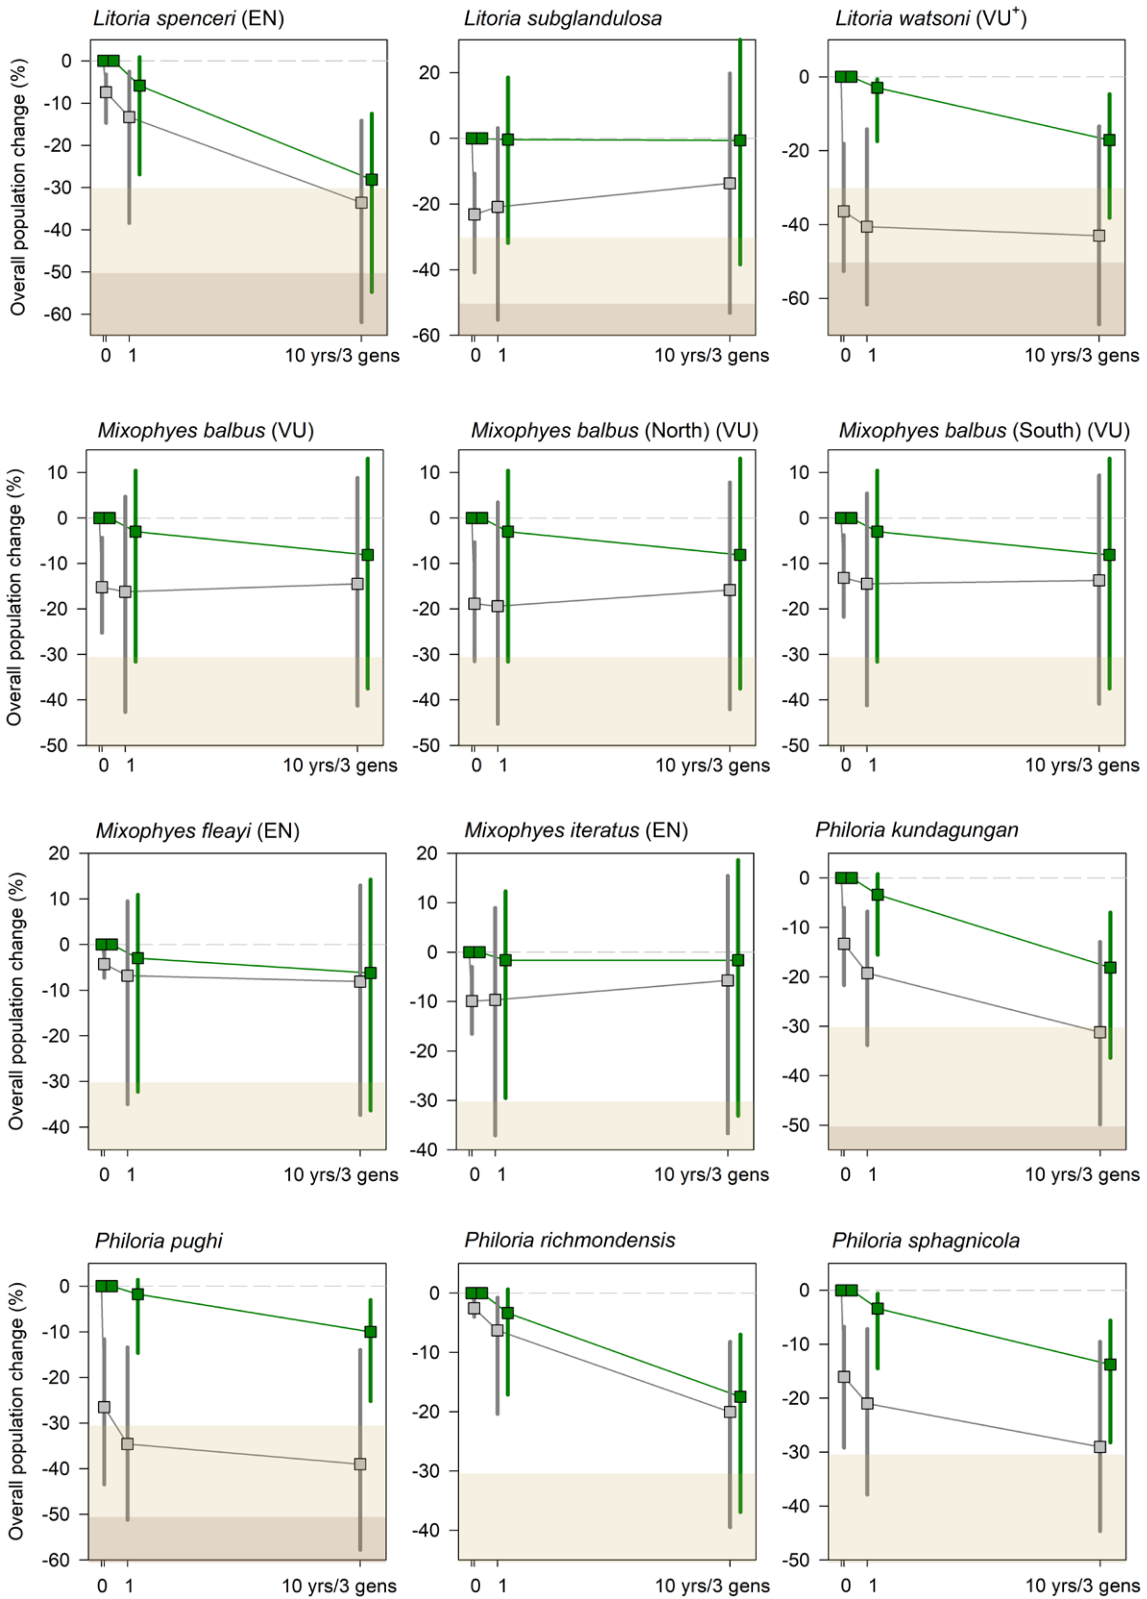 Litoria spenceri (EN)
Litoria subglandulosa
Litoria watsoni (VU+)
Overall population change (%)
0
-10
-20
-30
-40
-50
-60
0 1 10 yrs/3 gens
20
0
-20
-40
-60
0 1 10 yrs/3 gens
0
-20
-40
-60
0 1 10 yrs/3 gens
Mixophyes balbus (VU)
Mixophyes balbus (North) (VU)
Mixophyes balbus (South) (VU)
Overall population change (%)
10
0
-10
-20
-30
-40
-50
0 1 10 yrs/3 gens
10
0
-10
-20
-30
-40
-50
0 1 10 yrs/3 gens
10
0
-10
-20
-30
-40
-50
0 1 10 yrs/3 gens
Mixophyes fleayi (EN)
Mixophyes iteratus (EN)
Philoria kundagungan
Overall population change (%)
20
10
0
-10
-20
-30
-40
0 1 10 yrs/3 gens
20
10
0
-10
-20
-30
-40
0 1 10 yrs/3 gens
0
-10
-20
-30
-40
-50
0 1 10 yrs/3 gens
Philoria pughi
Philoria richmondensis
Philoria sphagnicola
Overall population change (%)
0
-10
-20
-30
-40
-50
-60
0 1 10 yrs/3 gens
0
-10
-20
-30
-40
0 1 10 yrs/3 gens
0
-10
-20
-30
-40
-50
0 1 10 yrs/3 gens